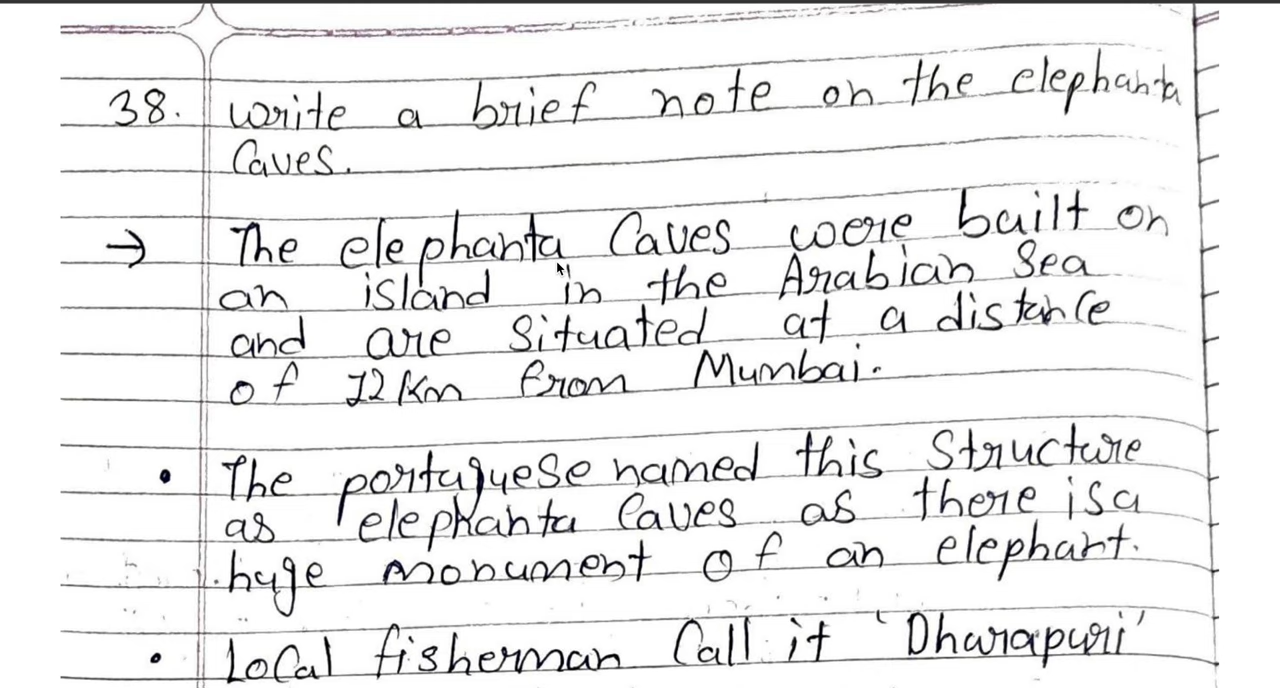 38. write a brief note on the elephanta
Caves.
→ The elephanta Caves were built on
an island in the Arabian Sea
and are situated at a distance
of 12 Km from Mumbai.
• The portuguese named this Structure
as elephanta Caves as there is a
huge monument of an elephant.
• Local fisherman Call it 'Dharapuri'